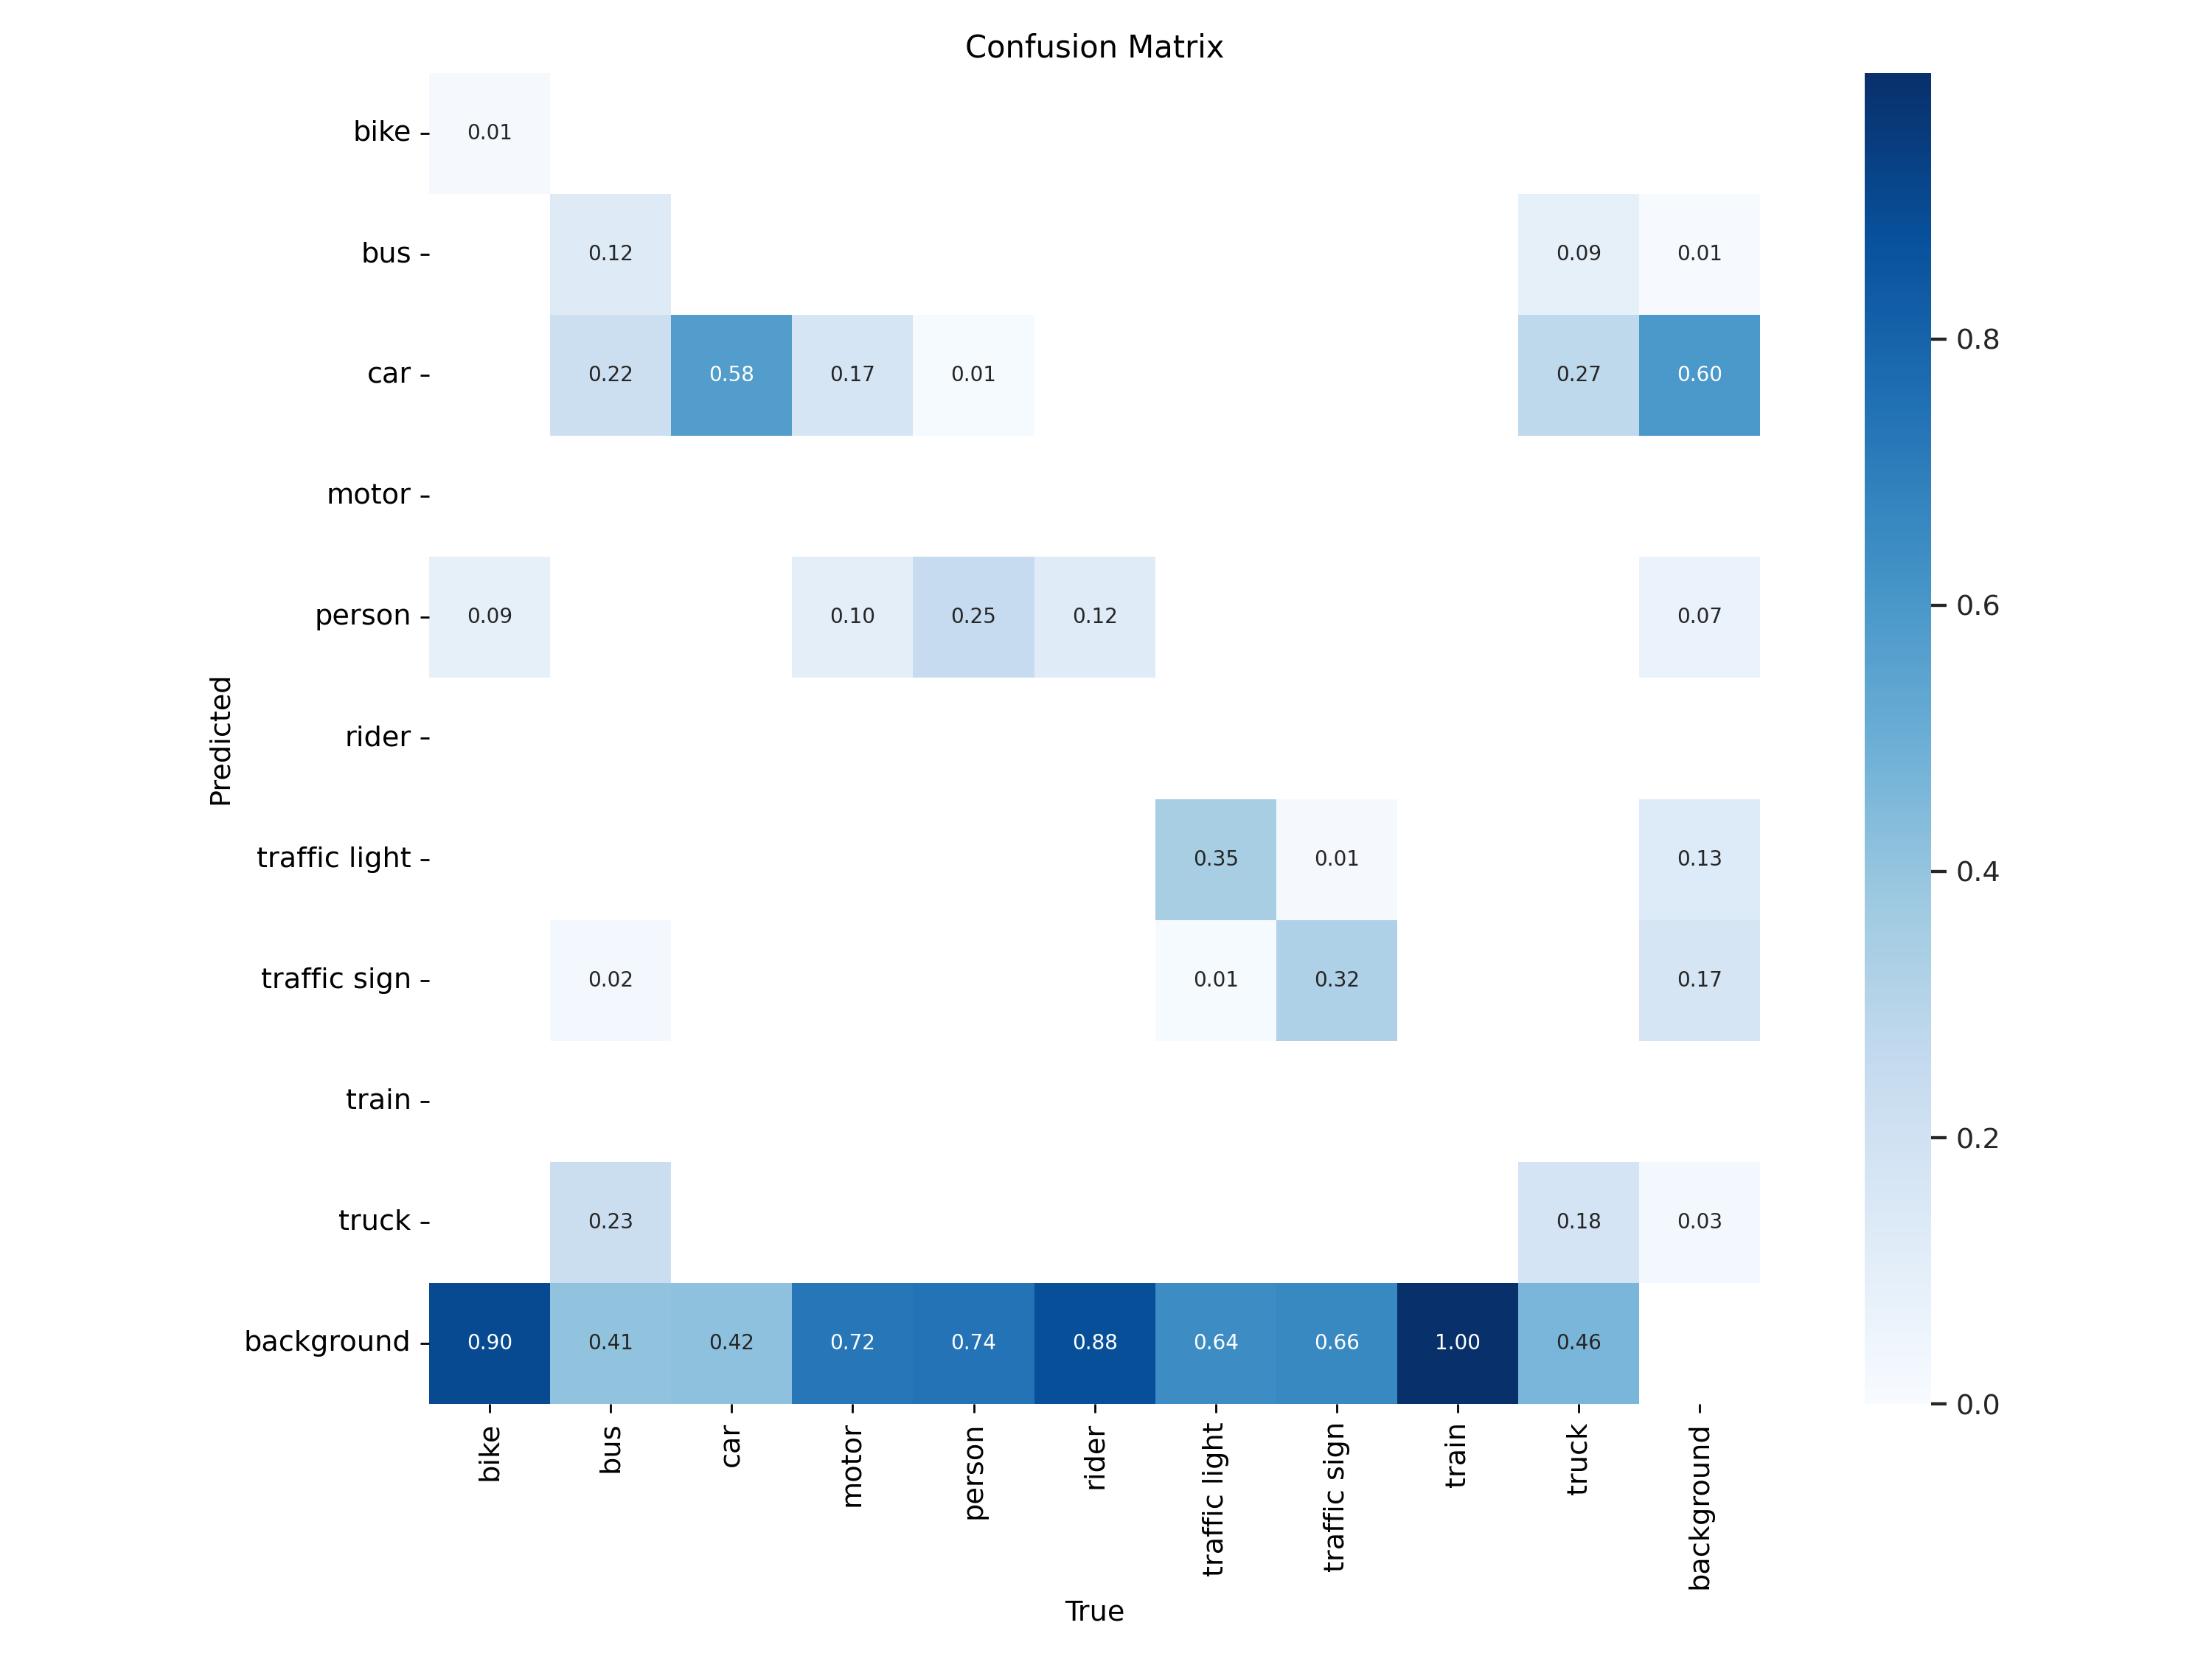 Confusion Matrix
bike 0.01
bus 0.12 0.09 0.01
0.8
car 0.22 0.58 0.17 0.01 0.27 0.60
motor
0.6
person 0.09 0.10 0.25 0.12 0.07
Predicted
rider
traffic light 0.35 0.01 0.13
0.4
traffic sign 0.02 0.01 0.32 0.17
train
0.2
truck 0.23 0.18 0.03
background 0.90 0.41 0.42 0.72 0.74 0.88 0.64 0.66 1.00 0.46
0.0
bike bus car motor person rider traffic light traffic sign train truck background
True